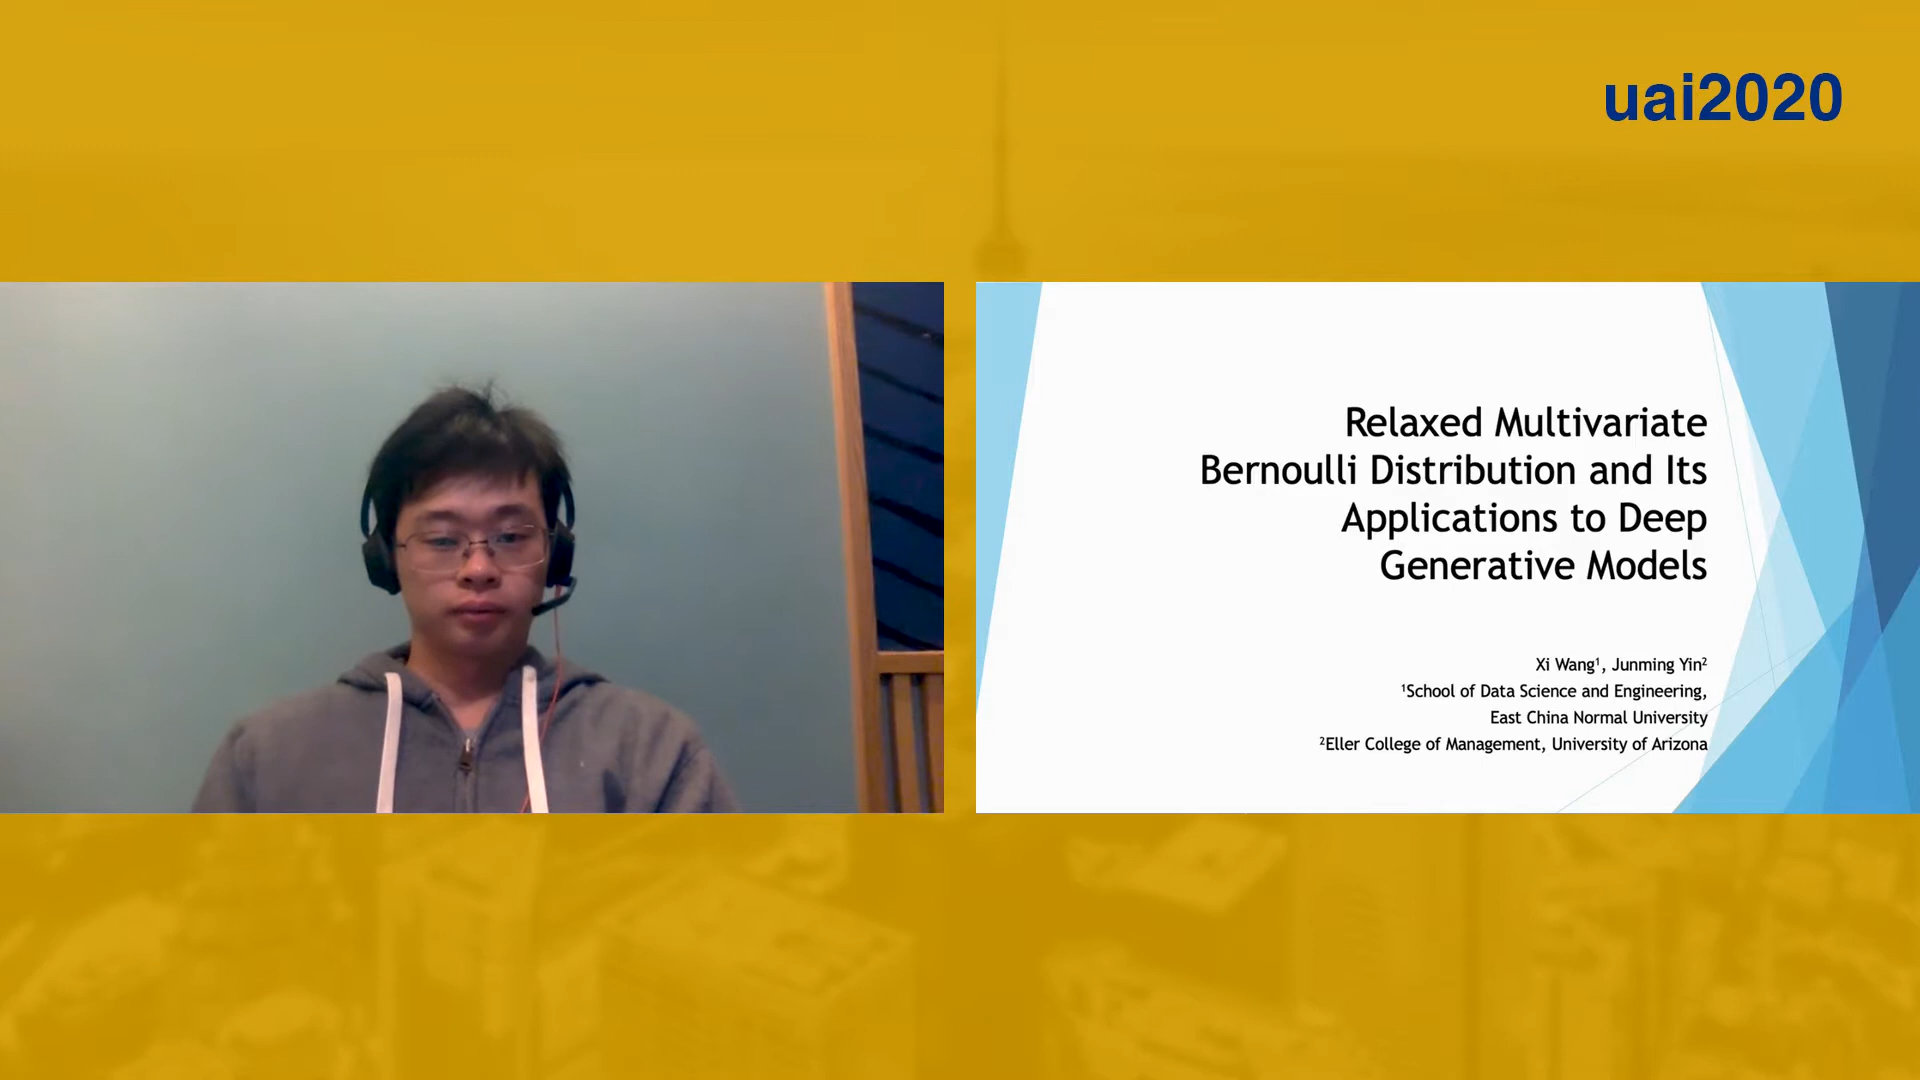 uai2020
Relaxed Multivariate
Bernoulli Distribution and Its
Applications to Deep
Generative Models
Xi Wang¹, Junming Yin²
¹School of Data Science and Engineering,
East China Normal University
²Eller College of Management, University of Arizona